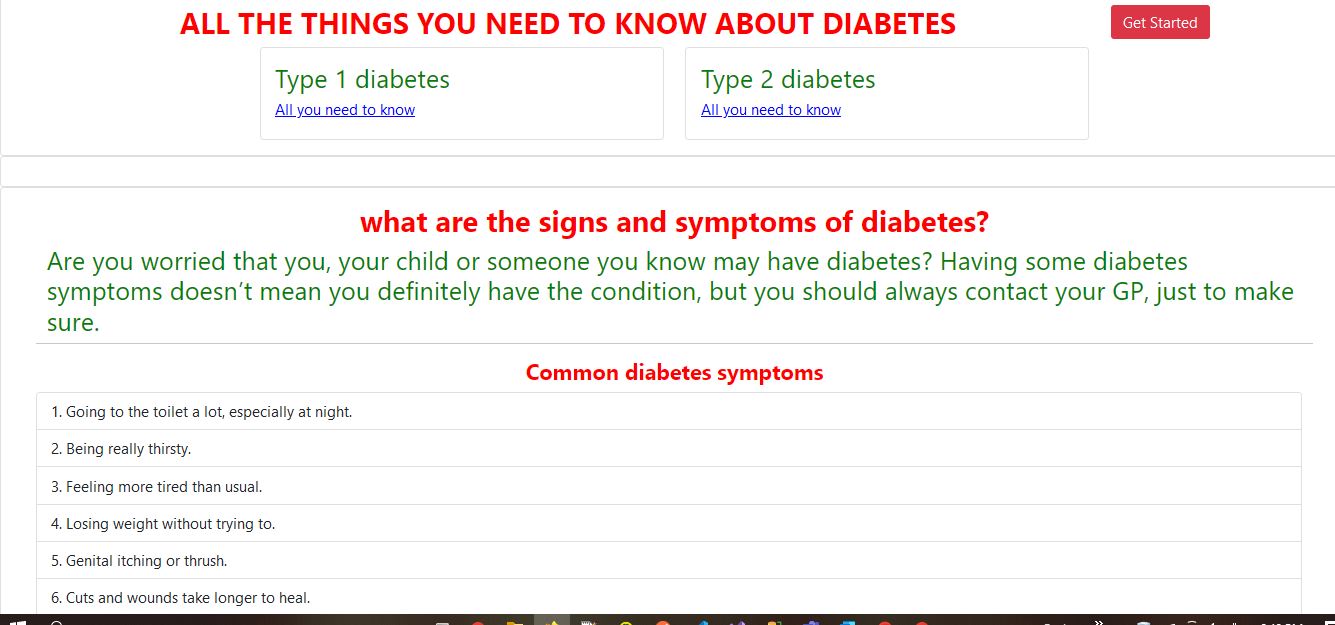 ALL THE THINGS YOU NEED TO KNOW ABOUT DIABETES
Get Started
Type 1 diabetes
All you need to know
Type 2 diabetes
All you need to know
what are the signs and symptoms of diabetes?
Are you worried that you, your child or someone you know may have diabetes? Having some diabetes
symptoms doesn’t mean you definitely have the condition, but you should always contact your GP, just to make
sure.
Common diabetes symptoms
1. Going to the toilet a lot, especially at night.
2. Being really thirsty.
3. Feeling more tired than usual.
4. Losing weight without trying to.
5. Genital itching or thrush.
6. Cuts and wounds take longer to heal.